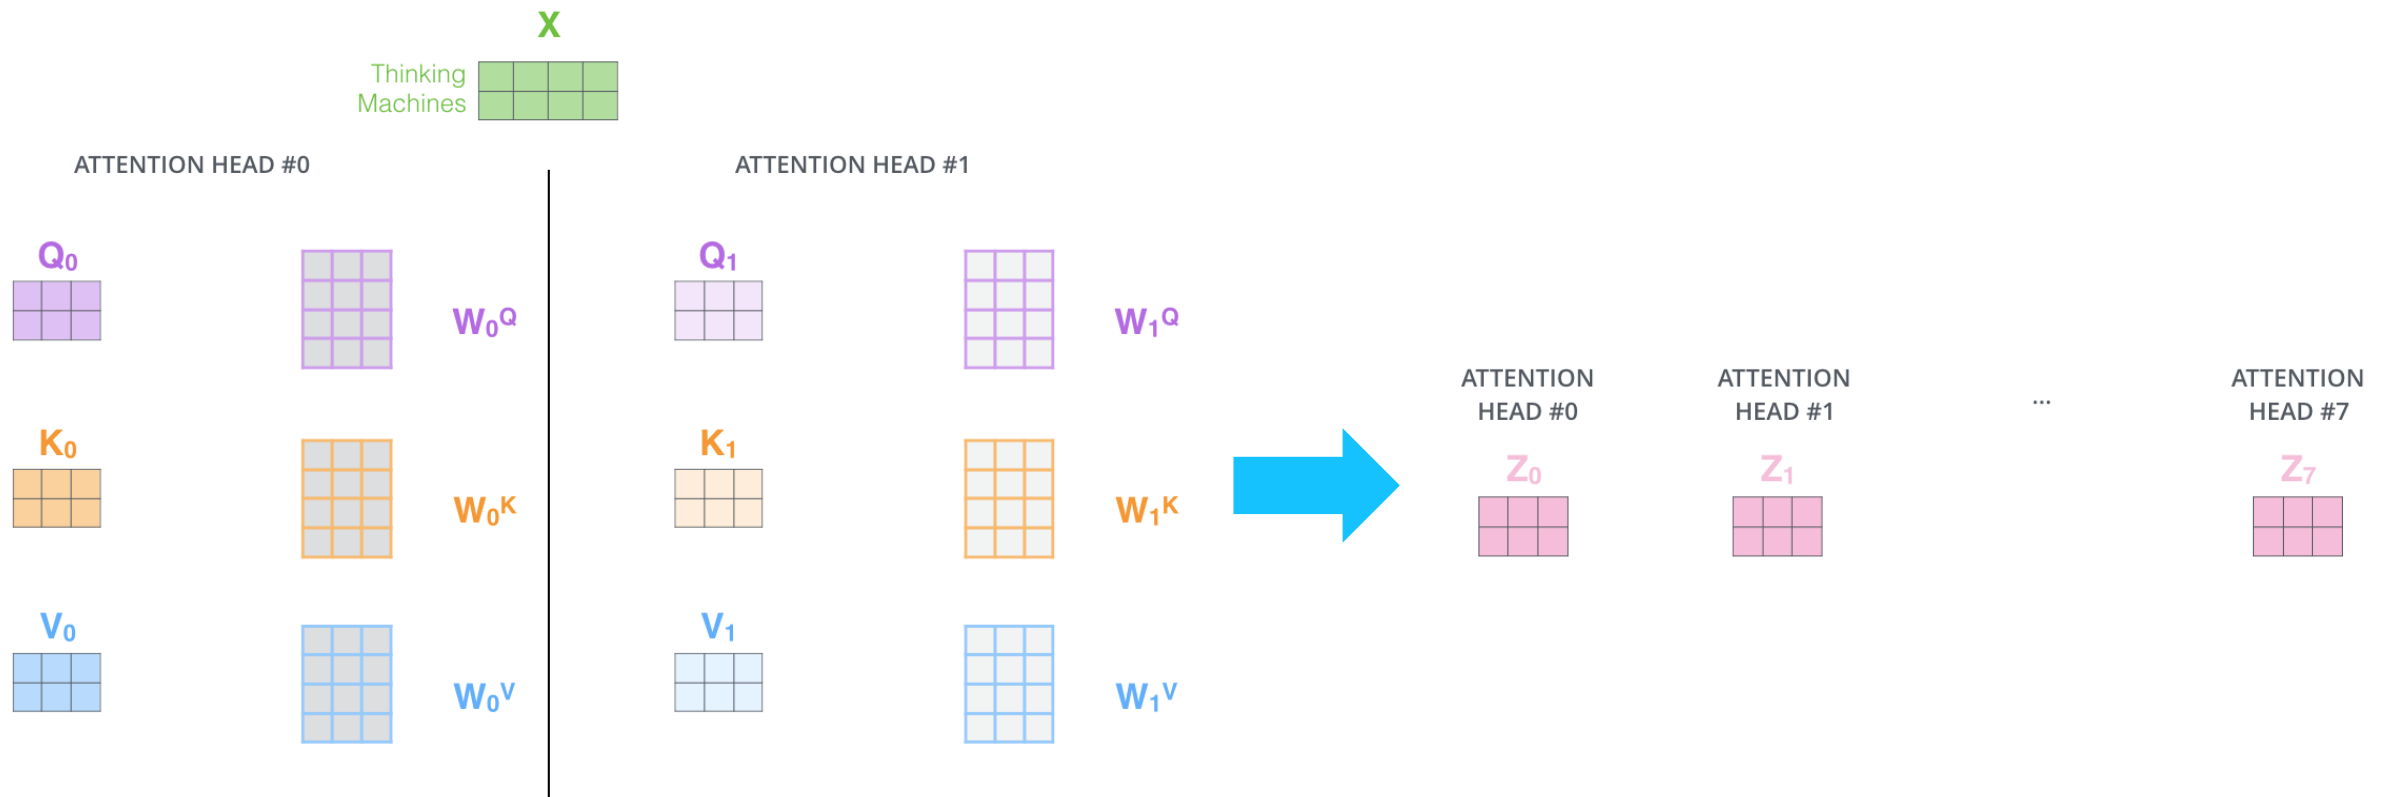 X
Thinking
Machines
ATTENTION HEAD #0
ATTENTION HEAD #1
Q₀
W₀Q
Q₁
W₁Q
K₀
W₀K
K₁
W₁K
V₀
W₀V
V₁
W₁V
ATTENTION
HEAD #0
ATTENTION
HEAD #1
...
ATTENTION
HEAD #7
Z₀
Z₁
Z₇